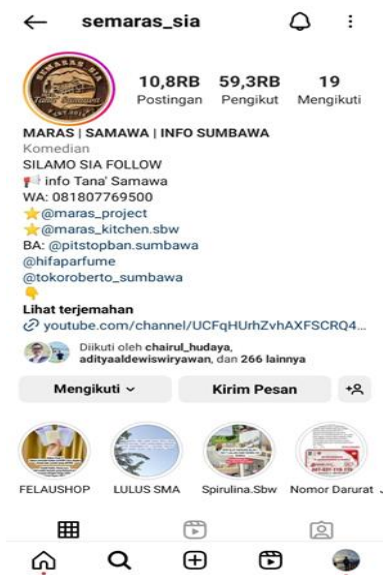 semaras_sia
SEMARAS SIA
10,8RB 59,3RB 19
Postingan Pengikut Mengikuti
MARAS | SAMAWA | INFO SUMBAWA
Komedian
SILAMO SIA FOLLOW
info Tana' Samawa
WA: 081807769500
@maras_project
@maras_kitchen.sbw
BA: @pitstopban.sumbawa
@hifaparfume
@tokoroberto_sumbawa
Lihat terjemahan
youtube.com/channel/UCFqHUrhZvhAXFSCRQ4...
Diikuti oleh chairul_hudaya,
adityaaldewiswiryawan, dan 266 lainnya
Mengikuti Kirim Pesan
FELAUSHOP LULUS SMA Spirulina.Sbw Nomor Darurat